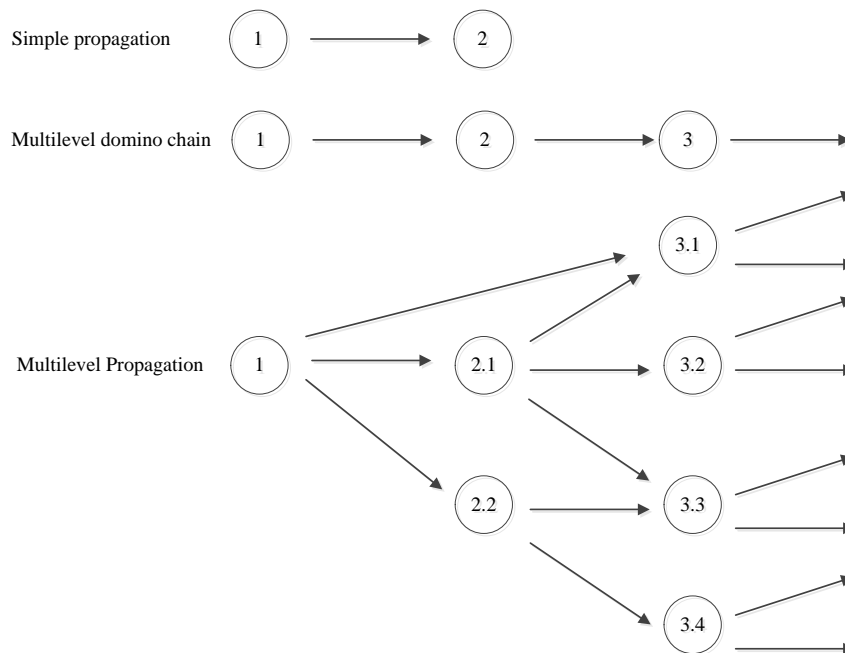 Simple propagation 1 2
Multilevel domino chain 1 2 3
3.1
Multilevel Propagation 1 2.1 3.2
2.2 3.3
3.4